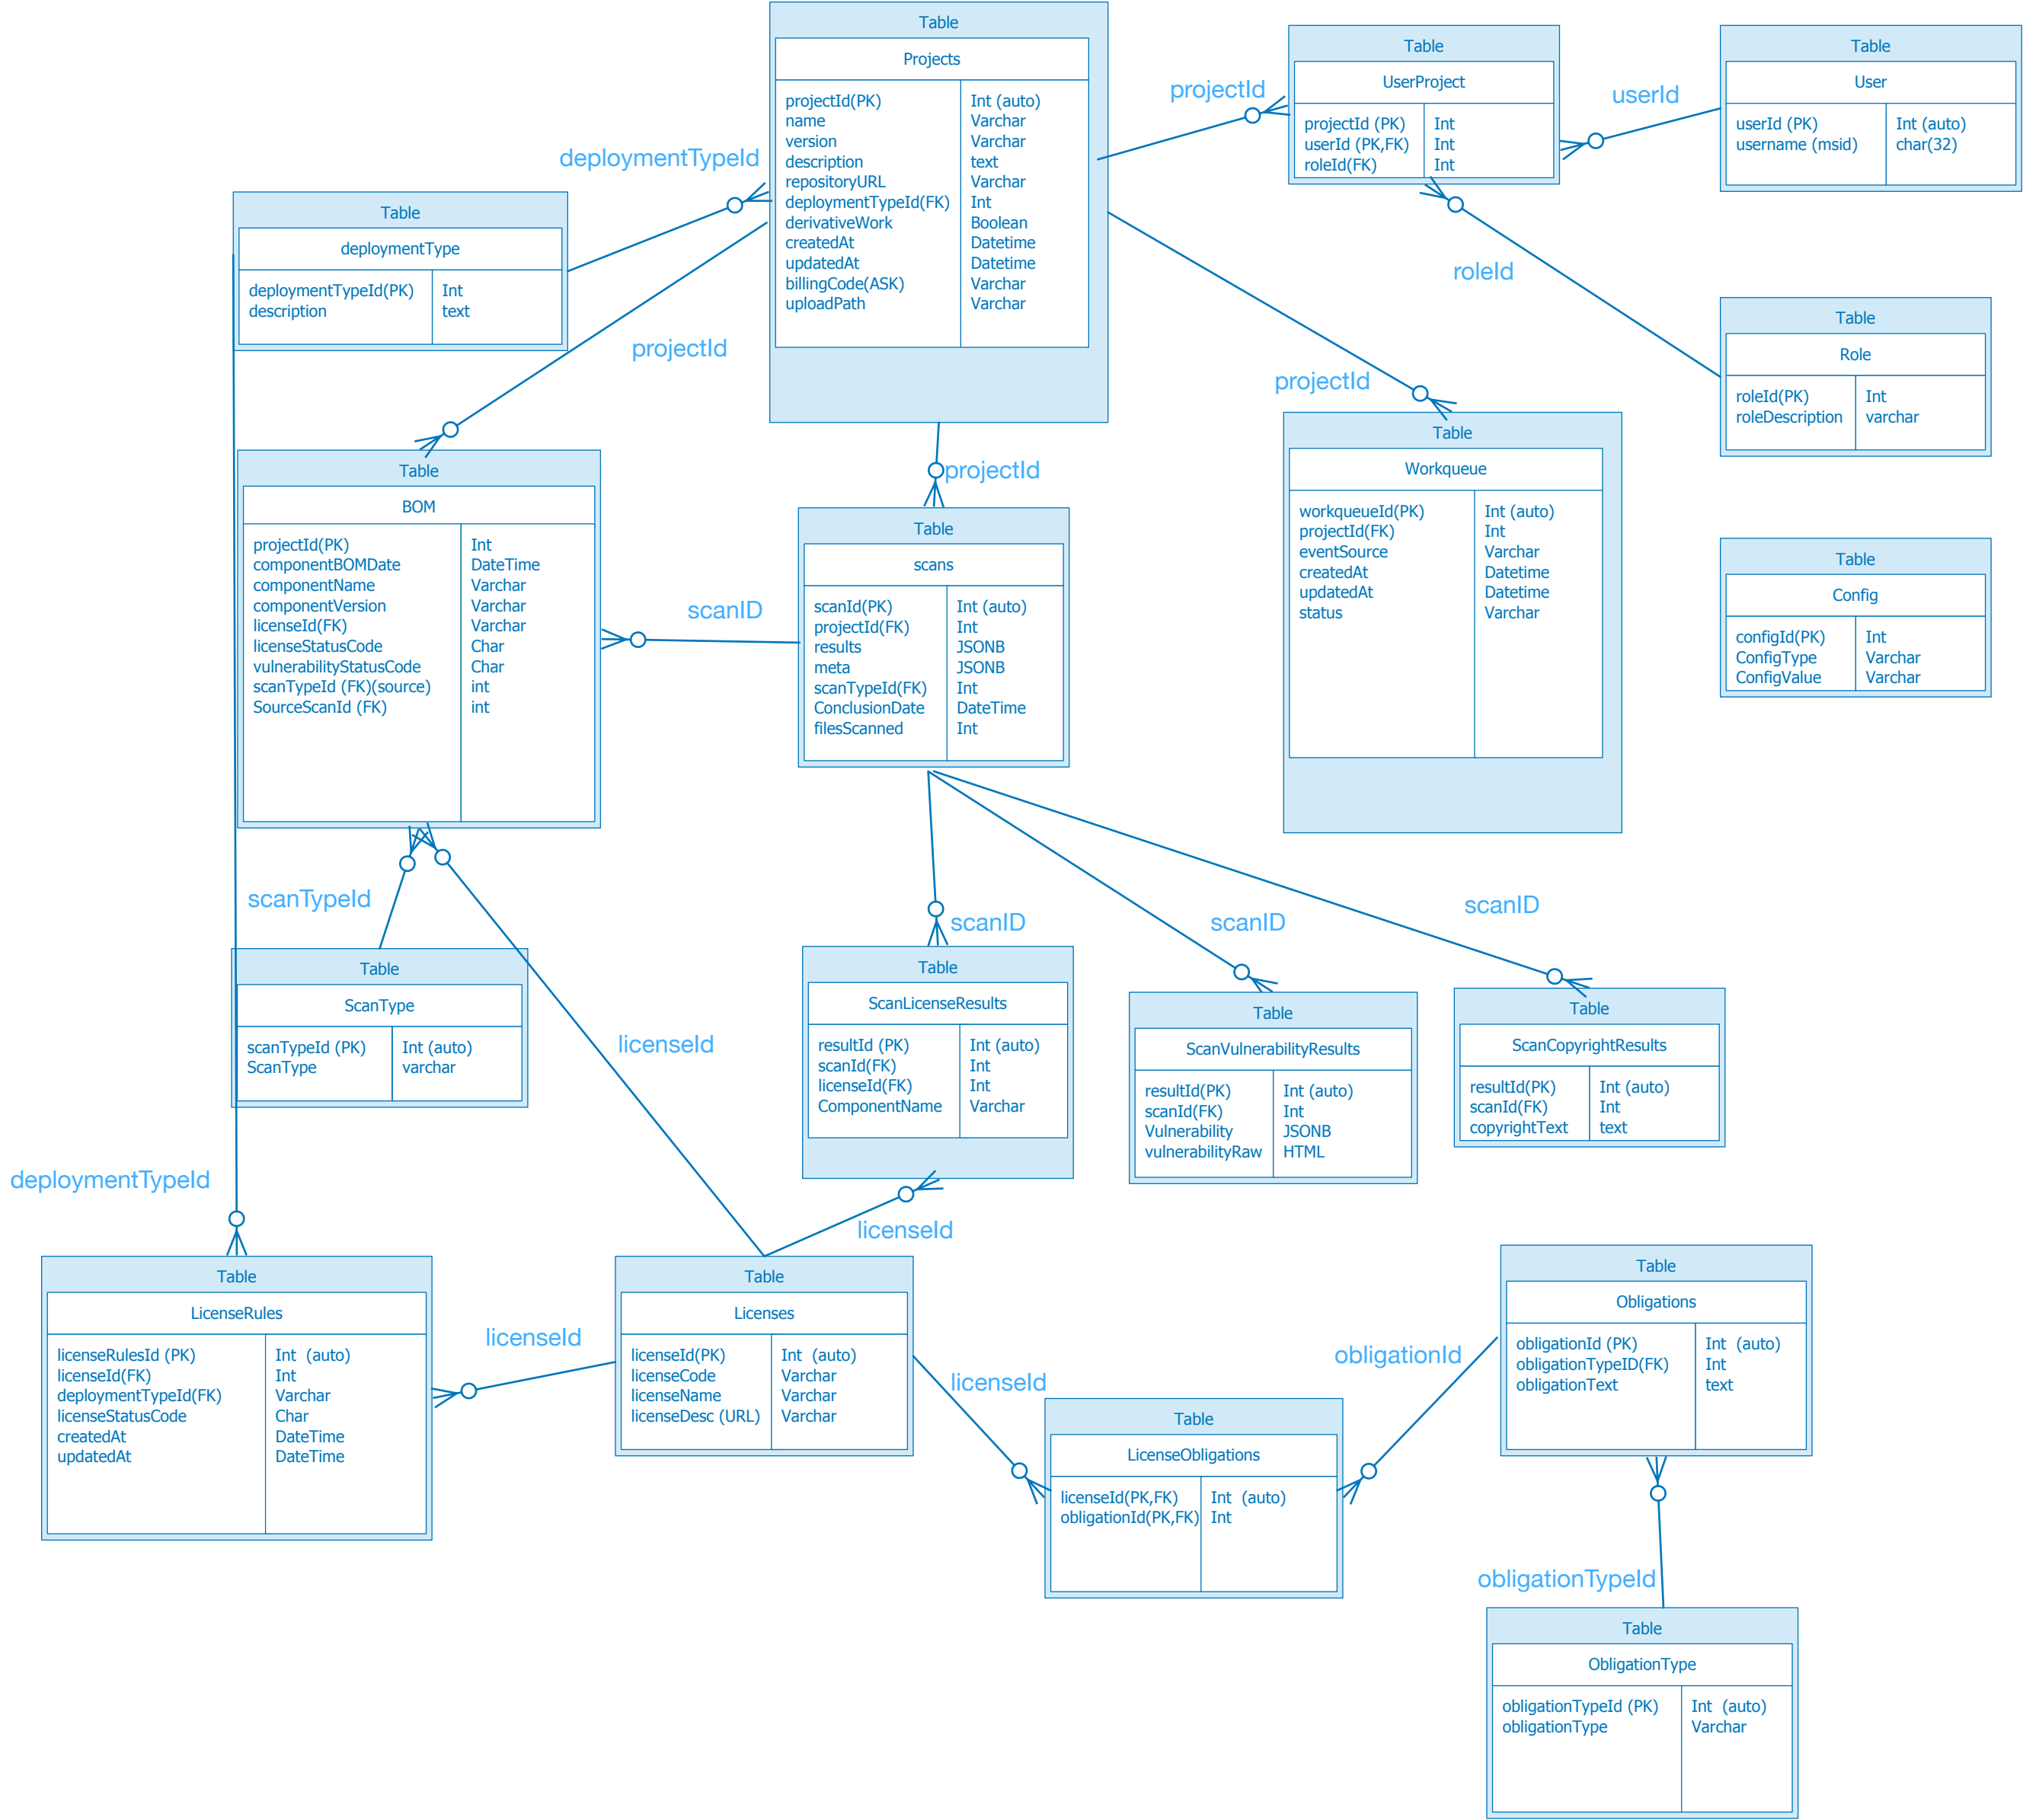 Table
Projects
projectId(PK) Int (auto)
name Varchar
version Varchar
description text
repositoryURL Varchar
deploymentTypeId(FK) Int
derivativeWork Boolean
createdAt Datetime
updatedAt Datetime
billingCode(ASK) Varchar
uploadPath Varchar
projectId
Table
UserProject
projectId (PK) Int
userId (PK,FK) Int
roleId(FK) Int
userId
Table
User
userId (PK) Int (auto)
username (msid) char(32)
deploymentTypeId
Table
deploymentType
deploymentTypeId(PK) Int
description text
projectId
roleId
projectId
Table
Role
roleId(PK) Int
roleDescription varchar
projectId
Table
BOM
projectId(PK) Int
componentBOMDate DateTime
componentName Varchar
componentVersion Varchar
licenseId(FK) Varchar
licenseStatusCode Char
vulnerabilityStatusCode Char
scanTypeId (FK)(source) int
SourceScanId (FK) int
scanID
Table
scans
scanId(PK) Int (auto)
projectId(FK) Int
results JSONB
meta JSONB
scanTypeId(FK) Int
ConclusionDate DateTime
filesScanned Int
Table
Workqueue
workqueueId(PK) Int (auto)
projectId(FK) Int
eventSource Varchar
createdAt Datetime
updatedAt Datetime
status Varchar
Table
Config
configId(PK) Int
ConfigType Varchar
ConfigValue Varchar
scanTypeId
scanID
scanID
scanID
Table
ScanType
scanTypeId (PK) Int (auto)
ScanType varchar
licenseId
Table
ScanLicenseResults
resultId (PK) Int (auto)
scanId(FK) Int
licenseId(FK) Int
ComponentName Varchar
Table
ScanVulnerabilityResults
resultId(PK) Int (auto)
scanId(FK) Int
Vulnerability JSONB
vulnerabilityRaw HTML
Table
ScanCopyrightResults
resultId(PK) Int (auto)
scanId(FK) Int
copyrightText text
deploymentTypeId
licenseId
Table
LicenseRules
licenseRulesId (PK) Int (auto)
licenseId(FK) Int
deploymentTypeId(FK) Varchar
licenseStatusCode Char
createdAt DateTime
updatedAt DateTime
licenseId
Table
Licenses
licenseId(PK) Int (auto)
licenseCode Varchar
licenseName Varchar
licenseDesc (URL) Varchar
licenseId
Table
LicenseObligations
licenseId(PK,FK) Int (auto)
obligationId(PK,FK) Int
obligationId
Table
Obligations
obligationId (PK) Int (auto)
obligationTypeID(FK) Int
obligationText text
obligationTypeId
Table
ObligationType
obligationTypeId (PK) Int (auto)
obligationType Varchar